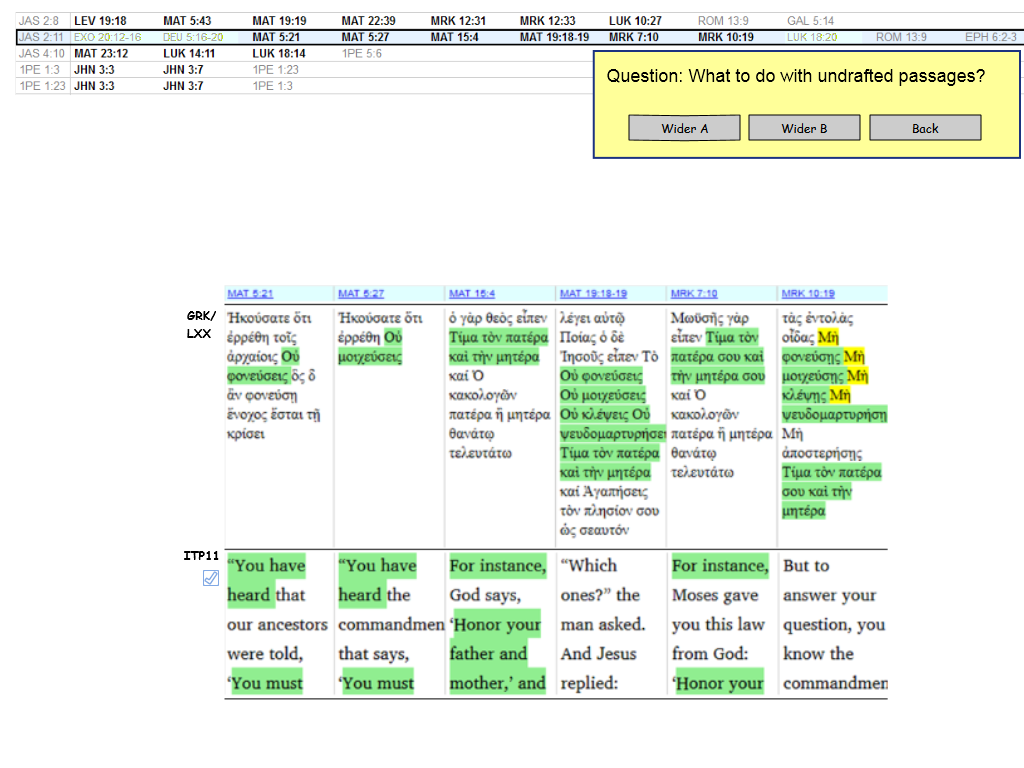 JAS 2:8 LEV 19:18 MAT 5:43 MAT 19:19 MAT 22:39 MRK 12:31 MRK 12:33 LUK 10:27 ROM 13:9 GAL 5:14
JAS 2:11 EXO 20:12-16 DEU 5:16-20 MAT 5:21 MAT 5:27 MAT 15:4 MAT 19:18-19 MRK 7:10 MRK 10:19 LUK 18:20 ROM 13:9 EPH 6:2-3
JAS 4:10 MAT 23:12 LUK 14:11 LUK 18:14 1PE 5:6
1PE 1:3 JHN 3:3 JHN 3:7 1PE 1:23
1PE 1:23 JHN 3:3 JHN 3:7 1PE 1:3
Question: What to do with undrafted passages?
Wider A Wider B Back
MAT 5:21 MAT 5:27 MAT 15:4 MAT 19:18-19 MRK 7:10 MRK 10:19
GRK/
LXX
Ἠκούσατε ὅτι
ἐρρέθη τοῖς
ἀρχαίοις Οὐ
φονεύσεις ὃς δ
ἂν φονεύσῃ
ἔνοχος ἔσται τῇ
κρίσει
Ἠκούσατε ὅτι
ἐρρέθη Οὐ
μοιχεύσεις
ὁ γὰρ θεὸς εἶπεν
Τίμα τὸν πατέρα
καὶ τὴν μητέρα
καί Ὁ
κακολογῶν
πατέρα ἢ μητέρα
θανάτῳ
τελευτάτω
λέγει αὐτῷ
Ποίας ὁ δὲ
Ἰησοῦς εἶπεν Τὸ
Οὐ φονεύσεις
Οὐ μοιχεύσεις
Οὐ κλέψεις Οὐ
ψευδομαρτυρήσει
Τίμα τὸν πατέρα
καὶ τὴν μητέρα
καί Ἀγαπήσεις
τὸν πλησίον σου
ὡς σεαυτόν
Μωϋσῆς γὰρ
εἶπεν Τίμα τὸν
πατέρα σου καὶ
τὴν μητέρα σου
καί Ὁ
κακολογῶν
πατέρα ἢ μητέρα
θανάτῳ
τελευτάτω
τὰς ἐντολὰς
οἶδας Μὴ
φονεύσῃς Μὴ
μοιχεύσῃς Μὴ
κλέψῃς Μὴ
ψευδομαρτυρήσῃ
Μὴ
ἀποστερήσῃς
Τίμα τὸν πατέρα
σου καὶ τὴν
μητέρα
ITP11
“You have
heard that
our ancestors
were told,
‘You must
“You have
heard the
commandmen
that says,
‘You must
For instance,
God says,
‘Honor your
father and
mother,’ and
“Which
ones?” the
man asked.
And Jesus
replied:
For instance,
Moses gave
you this law
from God:
‘Honor your
But to
answer your
question, you
know the
commandmen